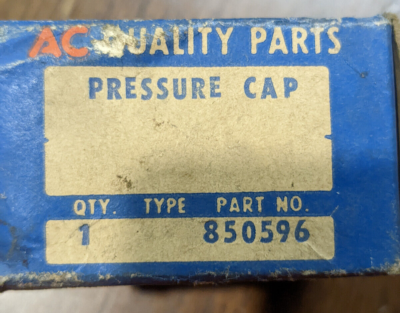 AC QUALITY PARTS
PRESSURE CAP
QTY. TYPE PART NO.
1 850596